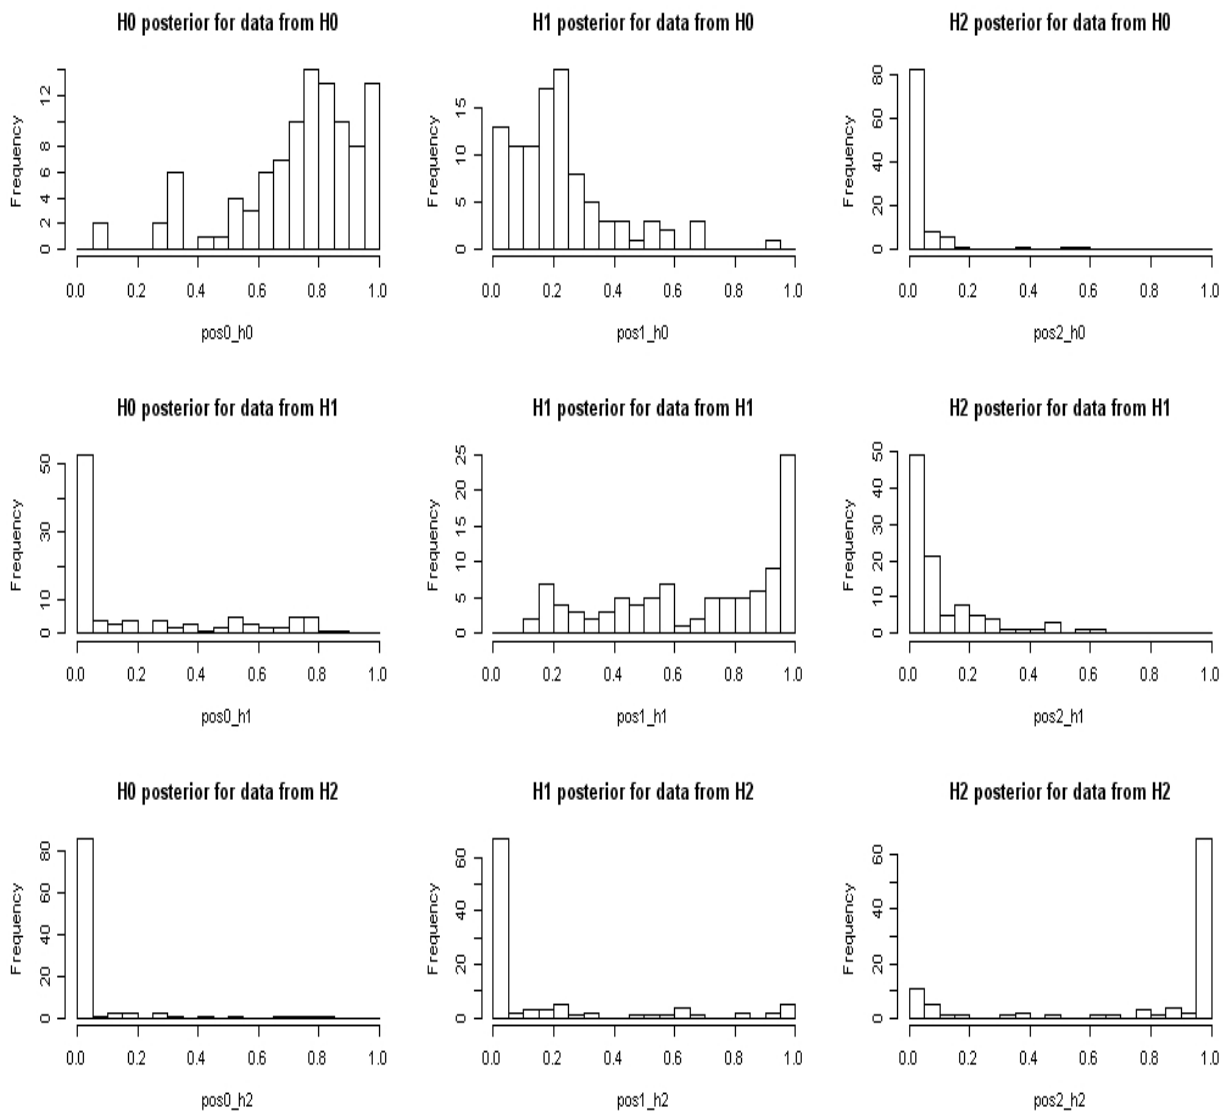 H0 posterior for data from H0
H1 posterior for data from H0
H2 posterior for data from H0
Frequency
0 2 4 6 8 12
0.0 0.2 0.4 0.6 0.8 1.0
pos0_h0
Frequency
0 5 10 15
0.0 0.2 0.4 0.6 0.8 1.0
pos1_h0
Frequency
0 20 40 60 80
0.0 0.2 0.4 0.6 0.8 1.0
pos2_h0
H0 posterior for data from H1
H1 posterior for data from H1
H2 posterior for data from H1
Frequency
0 10 30 50
0.0 0.2 0.4 0.6 0.8 1.0
pos0_h1
Frequency
0 5 10 15 20 25
0.0 0.2 0.4 0.6 0.8 1.0
pos1_h1
Frequency
0 10 20 30 40 50
0.0 0.2 0.4 0.6 0.8 1.0
pos2_h1
H0 posterior for data from H2
H1 posterior for data from H2
H2 posterior for data from H2
Frequency
0 20 40 60 80
0.0 0.2 0.4 0.6 0.8 1.0
pos0_h2
Frequency
0 20 40 60
0.0 0.2 0.4 0.6 0.8 1.0
pos1_h2
Frequency
0 20 40 60
0.0 0.2 0.4 0.6 0.8 1.0
pos2_h2